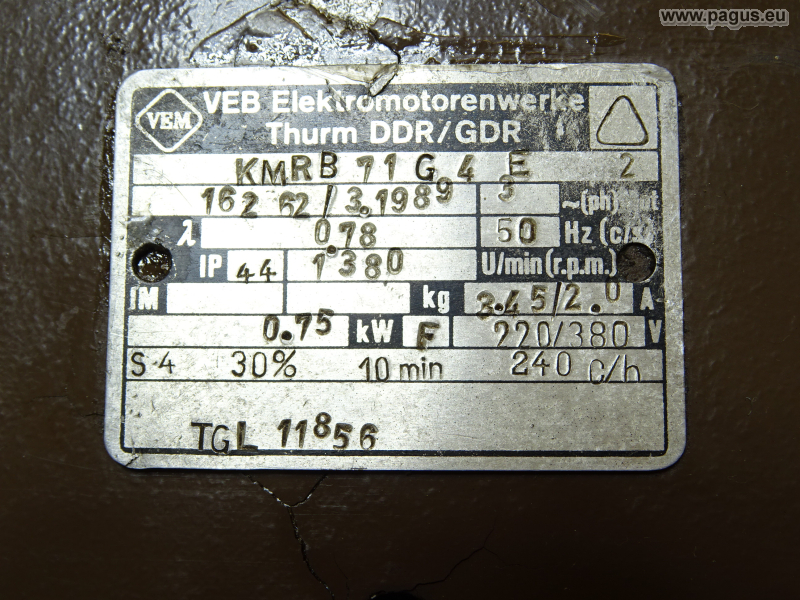 www.pagus.eu
VEM VEB Elektromotorenwerke
Thurm DDR/GDR
KMRB 71 G 4 E 2
16262/3.1989 3 ~(ph)
λ 0.78 50 Hz (c/s)
IP 44 1380 U/min(r.p.m.)
IM kg 3.45/2.0 A
0.75 kW F 220/380 V
S-4 30% 10 min 240 c/h
TGL 11856